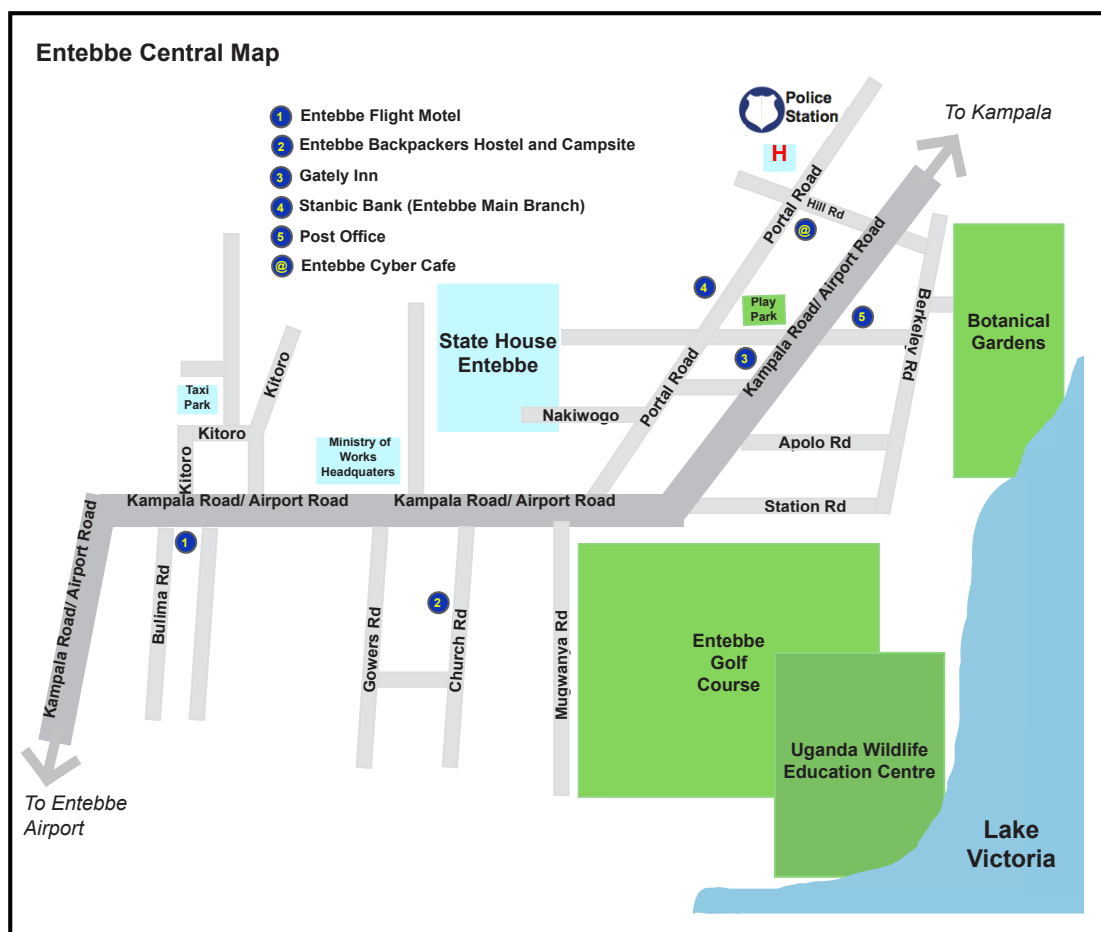 Entebbe Central Map
1 Entebbe Flight Motel
2 Entebbe Backpackers Hostel and Campsite
3 Gately Inn
4 Stanbic Bank (Entebbe Main Branch)
5 Post Office
@ Entebbe Cyber Cafe
Police
Station
H
To Kampala
Portal Road
Hill Rd
@
Kampala Road/ Airport Road
4
Play
Park
5
3
Berkeley Rd
Botanical
Gardens
State House
Entebbe
Portal Road
Nakiwogo
Apolo Rd
Station Rd
Taxi
Park
Kitoro
Kitoro
Kitoro
Ministry of
Works
Headquaters
Kampala Road/ Airport Road
Kampala Road/ Airport Road
Kampala Road/ Airport Road
1
Bulima Rd
2
Gowers Rd
Church Rd
Mugwanya Rd
Entebbe
Golf
Course
Uganda Wildlife
Education Centre
To Entebbe
Airport
Lake
Victoria